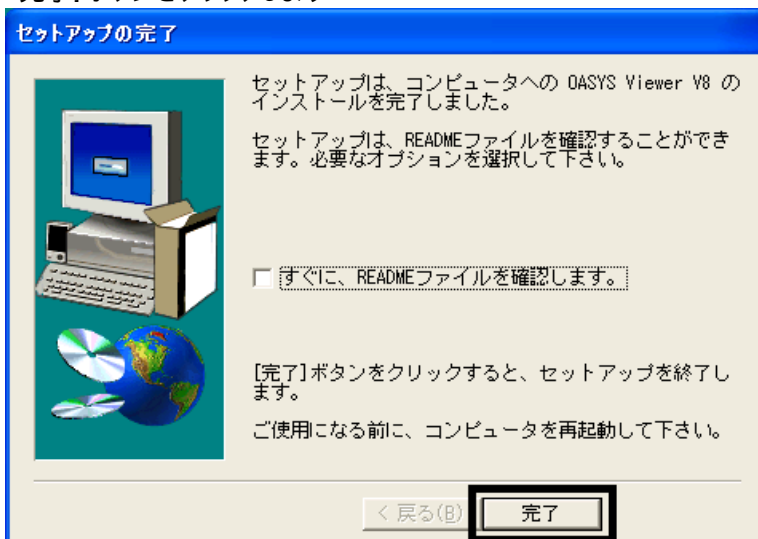 セットアップの完了
セットアップは、コンピュータへの OASYS Viewer V8 の
インストールを完了しました。
セットアップは、READMEファイルを確認することができ
ます。必要なオプションを選択して下さい。
すぐに、READMEファイルを確認します。
[完了]ボタンをクリックすると、セットアップを終了し
ます。
ご使用になる前に、コンピュータを再起動して下さい。
< 戻る(B)
完了